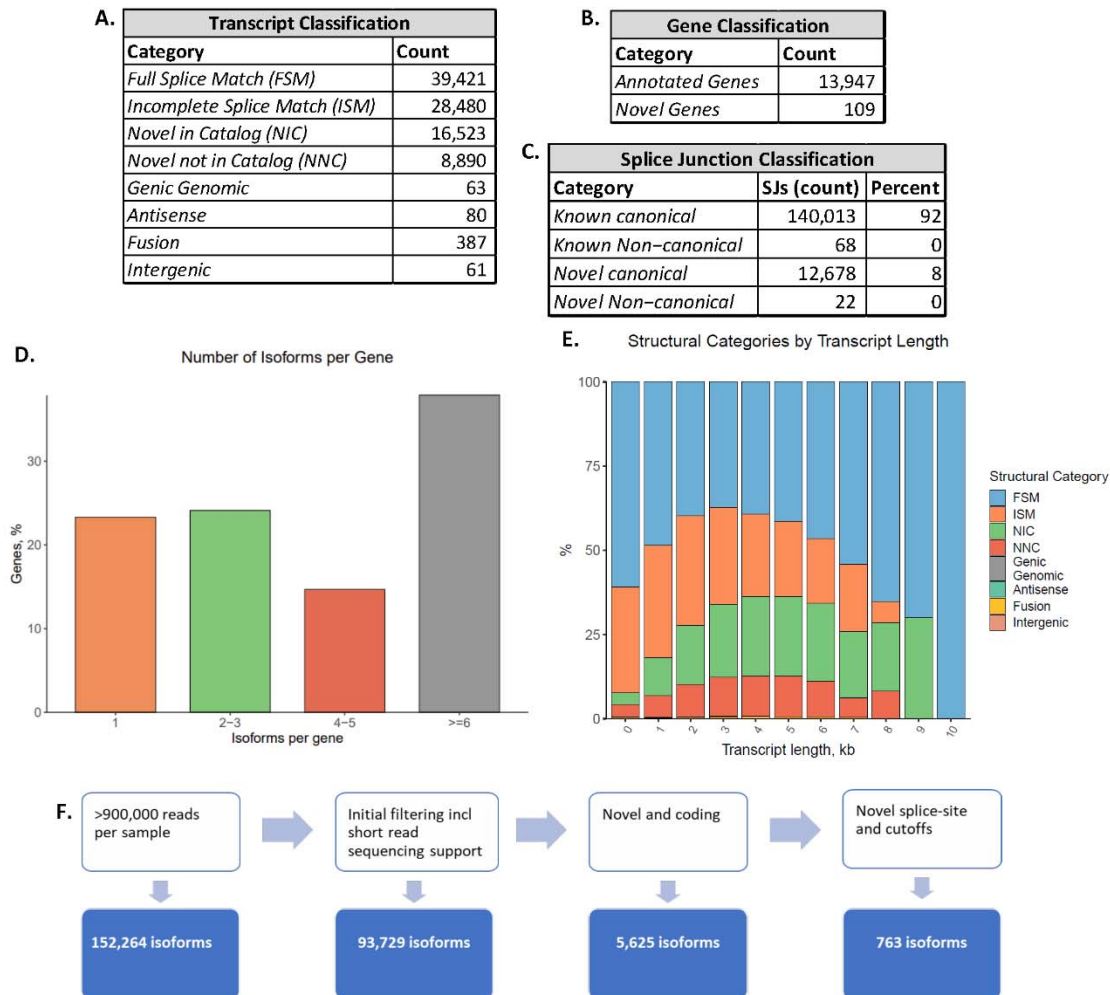 A.
Transcript Classification
Category Count
Full Splice Match (FSM) 39,421
Incomplete Splice Match (ISM) 28,480
Novel in Catalog (NIC) 16,523
Novel not in Catalog (NNC) 8,890
Genic Genomic 63
Antisense 80
Fusion 387
Intergenic 61
B.
Gene Classification
Category Count
Annotated Genes 13,947
Novel Genes 109
C.
Splice Junction Classification
Category SJs (count) Percent
Known canonical 140,013 92
Known Non−canonical 68 0
Novel canonical 12,678 8
Novel Non−canonical 22 0
D.
Number of Isoforms per Gene
Genes, %
30
20
10
0
1 2−3 4−5 >=6
Isoforms per gene
E.
Structural Categories by Transcript Length
%
100
75
50
25
0
0 1 2 3 4 5 6 7 8 9 10
Transcript length, kb
Structural Category
FSM
ISM
NIC
NNC
Genic
Genomic
Antisense
Fusion
Intergenic
F.
>900,000 reads
per sample
Initial filtering incl
short read
sequencing support
Novel and coding
Novel splice-site
and cutoffs
152,264 isoforms
93,729 isoforms
5,625 isoforms
763 isoforms